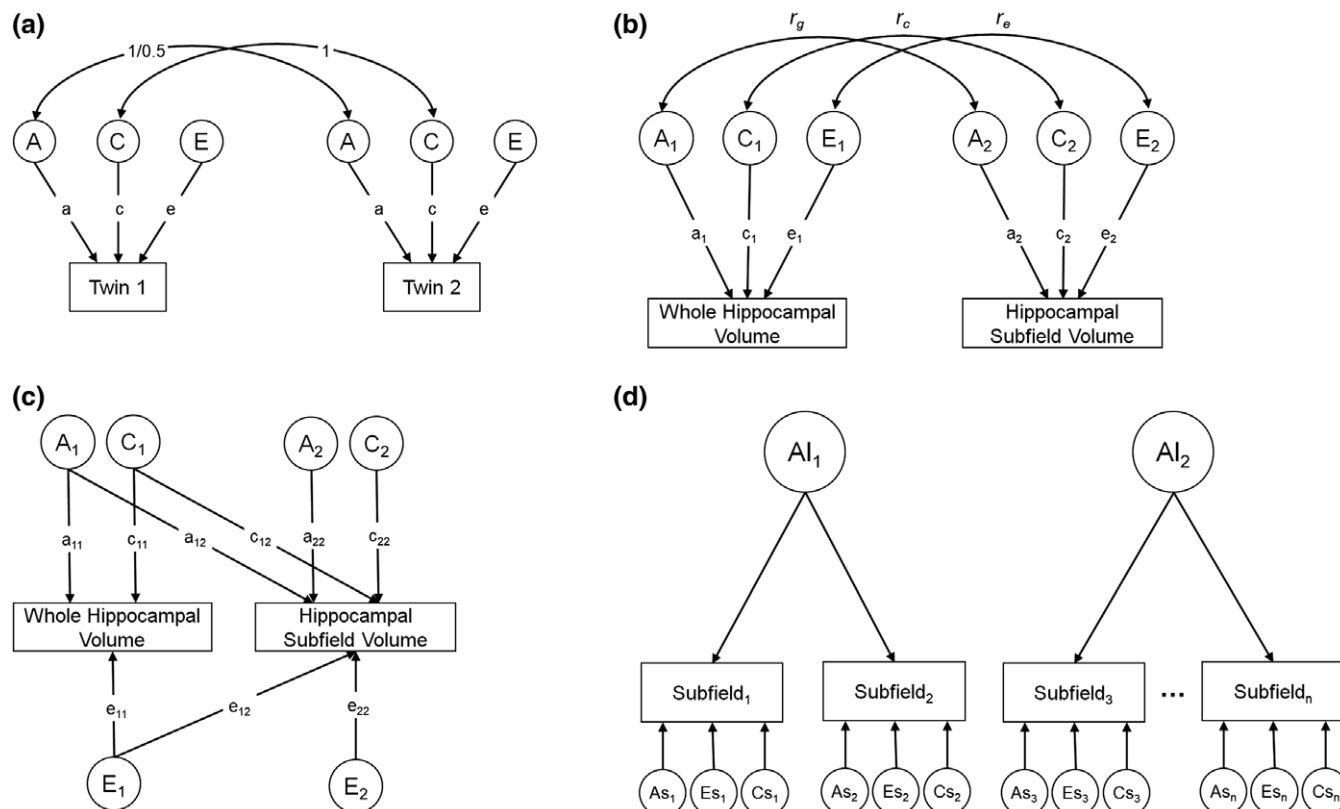 (a)
1/0.5
1
A
C
E
A
C
E
a
c
e
a
c
e
Twin 1
Twin 2
(b)
r_g
r_c
r_e
A₁
C₁
E₁
A₂
C₂
E₂
a₁
c₁
e₁
a₂
c₂
e₂
Whole Hippocampal
Volume
Hippocampal
Subfield Volume
(c)
A₁
C₁
A₂
C₂
a₁₁
c₁₁
a₁₂
c₁₂
a₂₂
c₂₂
Whole Hippocampal
Volume
Hippocampal
Subfield Volume
e₁₁
e₁₂
e₂₂
E₁
E₂
(d)
AI₁
AI₂
Subfield₁
Subfield₂
Subfield₃
...
Subfieldₙ
As₁
Es₁
Cs₁
As₂
Es₂
Cs₂
As₃
Es₃
Cs₃
Asₙ
Esₙ
Csₙ